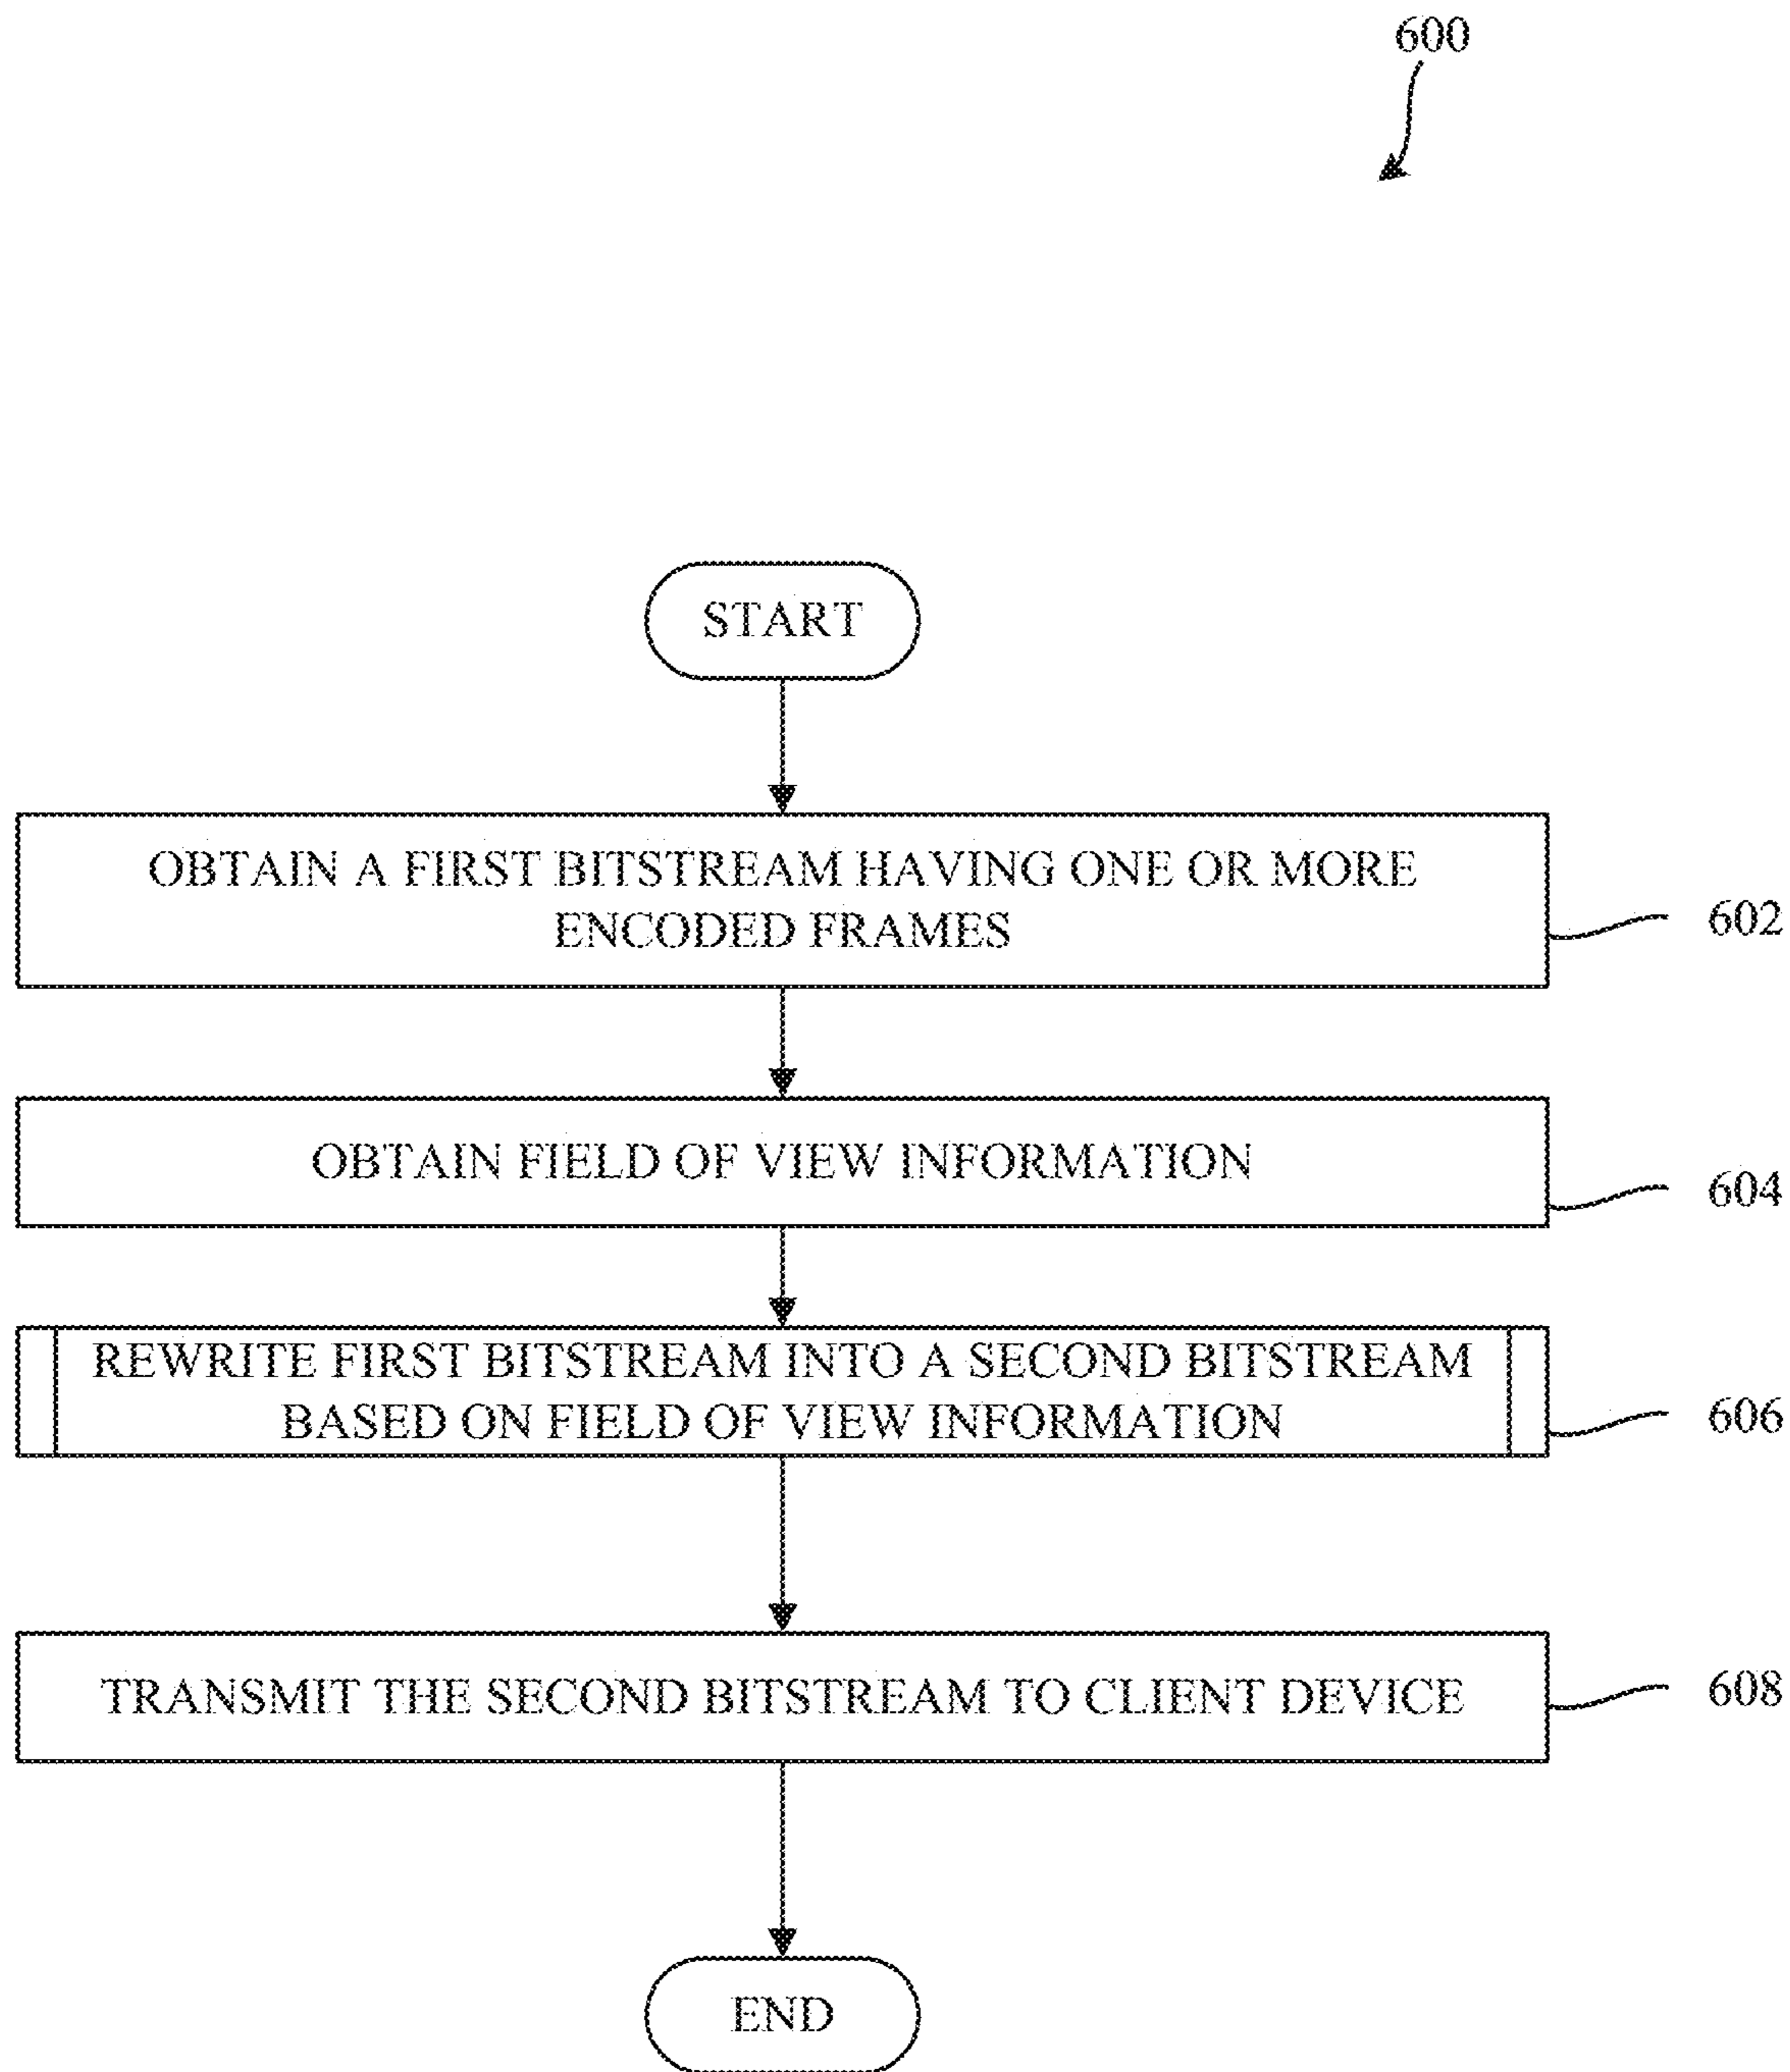 600
START
OBTAIN A FIRST BITSTREAM HAVING ONE OR MORE
ENCODED FRAMES
602
OBTAIN FIELD OF VIEW INFORMATION
604
REWRITE FIRST BITSTREAM INTO A SECOND BITSTREAM
BASED ON FIELD OF VIEW INFORMATION
606
TRANSMIT THE SECOND BITSTREAM TO CLIENT DEVICE
608
END